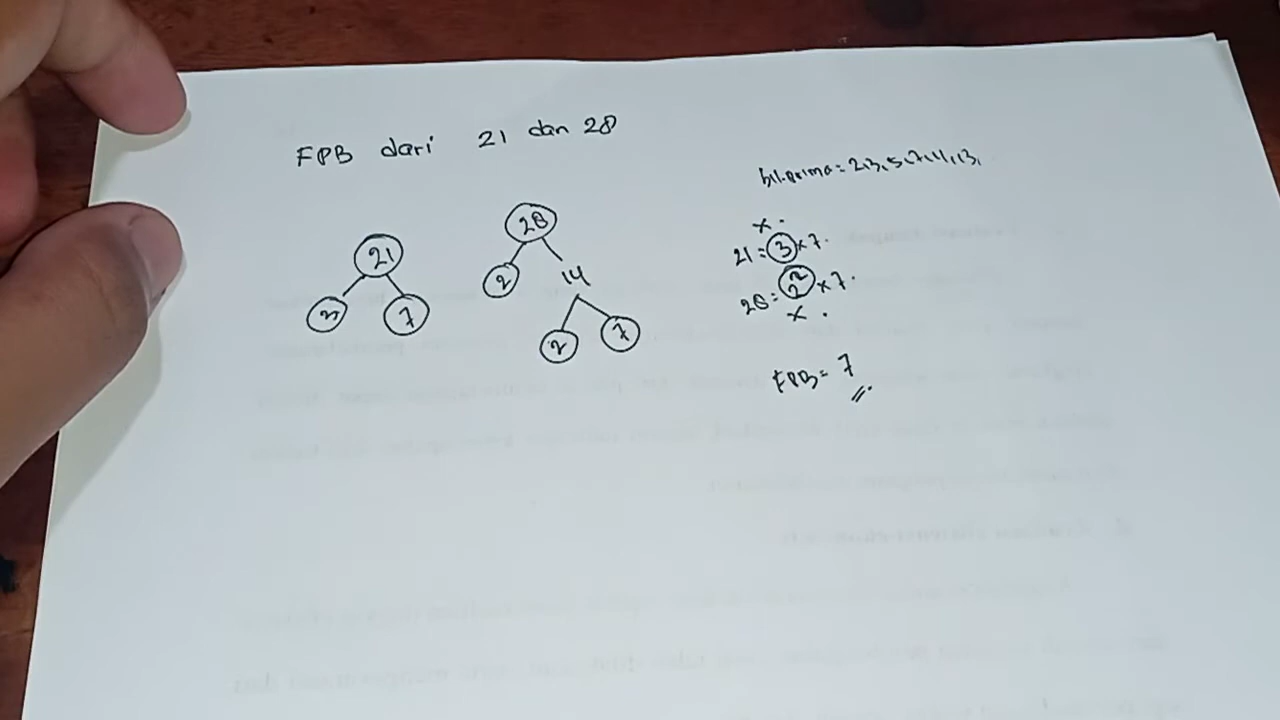 FPB dari 21 dan 28
bil.prima = 2,3,5,7,11,13,
21
3 7
28
2 14
2 7
x .
21 = 3 x 7.
28 = 2² x 7.
x .
FPB = 7